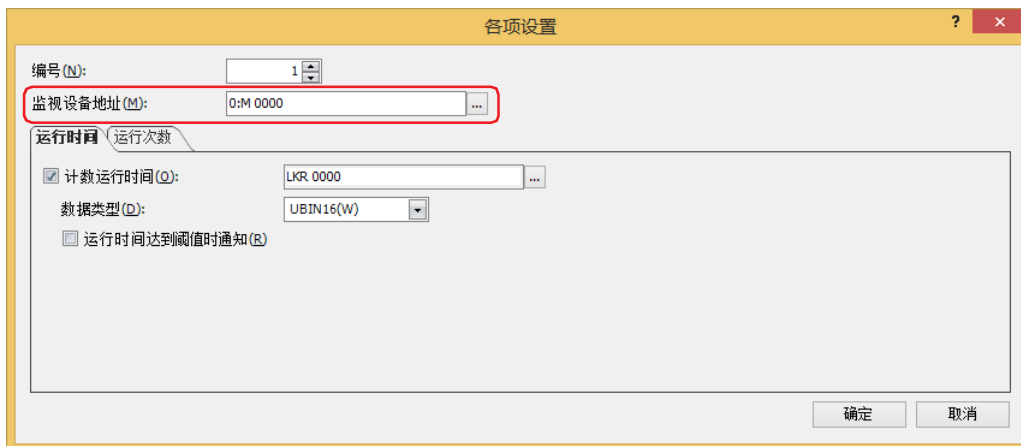 各项设置
?
×
编号(N):
1
监视设备地址(M):
0:M 0000
...
运行时间
运行次数
计数运行时间(O):
LKR 0000
...
数据类型(D):
UBIN16(W)
运行时间达到阈值时通知(R)
确定
取消